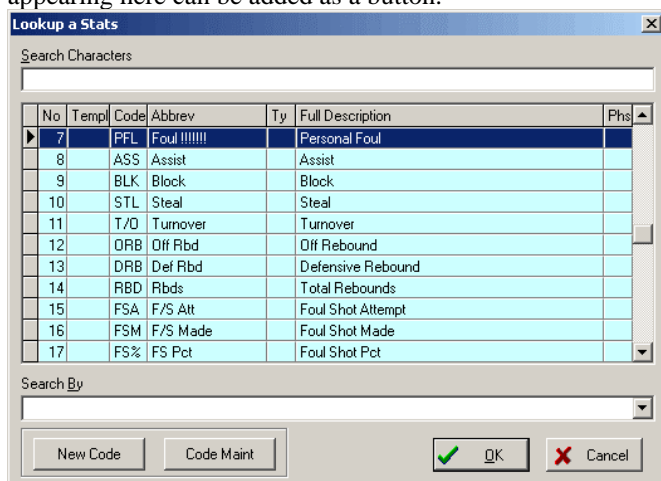 appearing here can be added as a button.
Lookup a Stats
Search Characters
No Templ Code Abbrev Ty Full Description Phs
7 PFL Foul !!!!!!! Personal Foul
8 ASS Assist Assist
9 BLK Block Block
10 STL Steal Steal
11 T/O Turnover Turnover
12 ORB Off Rbd Off Rebound
13 DRB Def Rbd Defensive Rebound
14 RBD Rbds Total Rebounds
15 FSA F/S Att Foul Shot Attempt
16 FSM F/S Made Foul Shot Made
17 FS% FS Pct Foul Shot Pct
Search By
New Code Code Maint OK Cancel